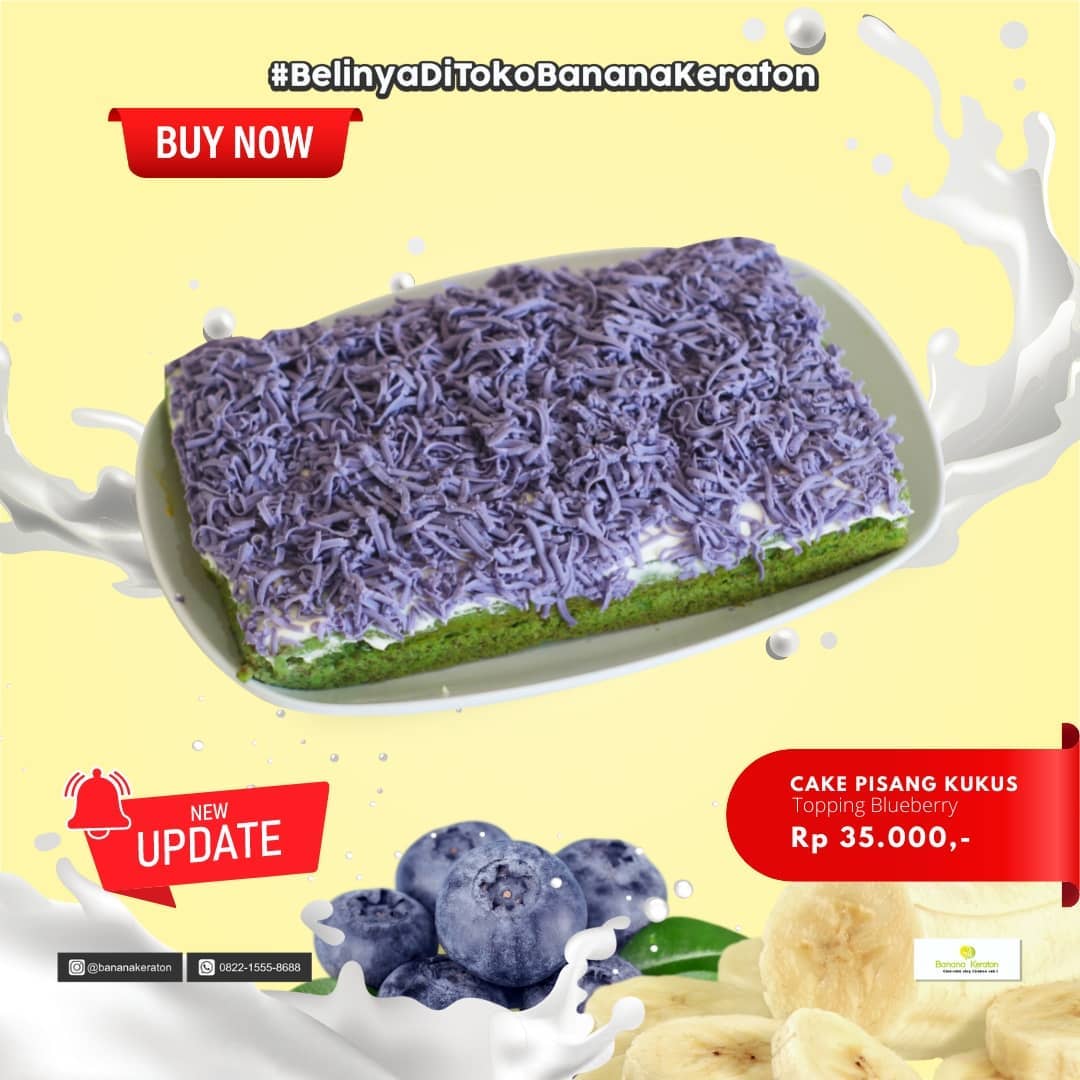 #BelinyaDiTokoBananaKeraton
BUY NOW
NEW
UPDATE
CAKE PISANG KUKUS
Topping Blueberry
Rp 35.000,-
@bananakeraton
0822-1555-8688
Banana Keraton